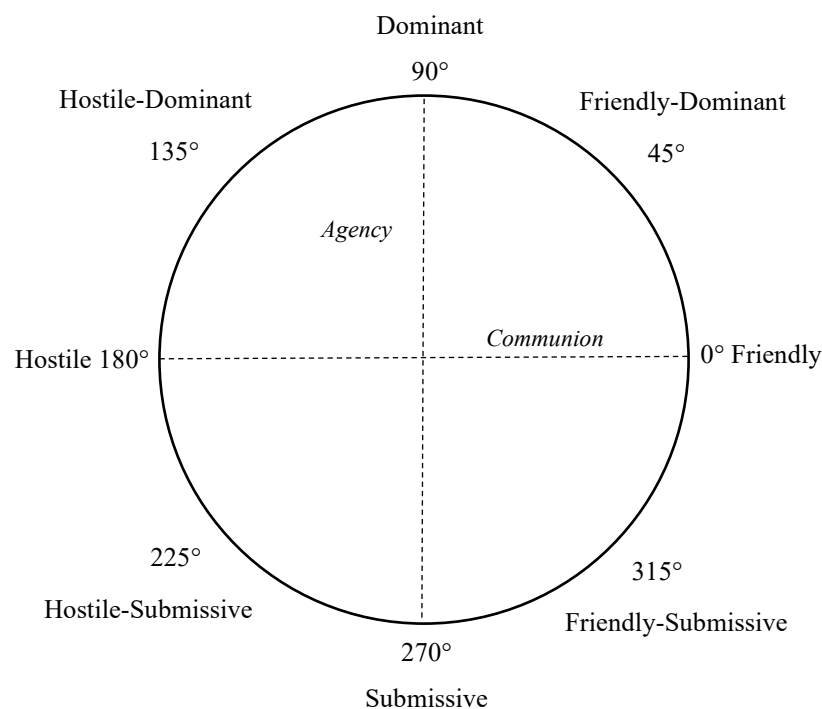 Dominant
90°
Hostile-Dominant
Friendly-Dominant
135°
45°
Agency
Communion
Hostile 180°
0° Friendly
225°
315°
Hostile-Submissive
Friendly-Submissive
270°
Submissive